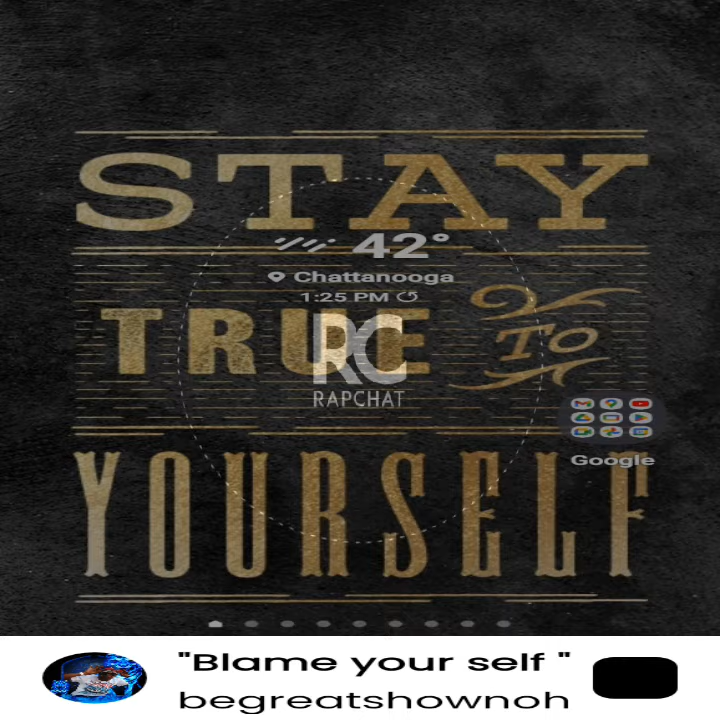 STAY
42°
Chattanooga
1:25 PM
TRUE TO
RC
RAPCHAT
Google
YOURSELF
"Blame your self "
begreatshownoh